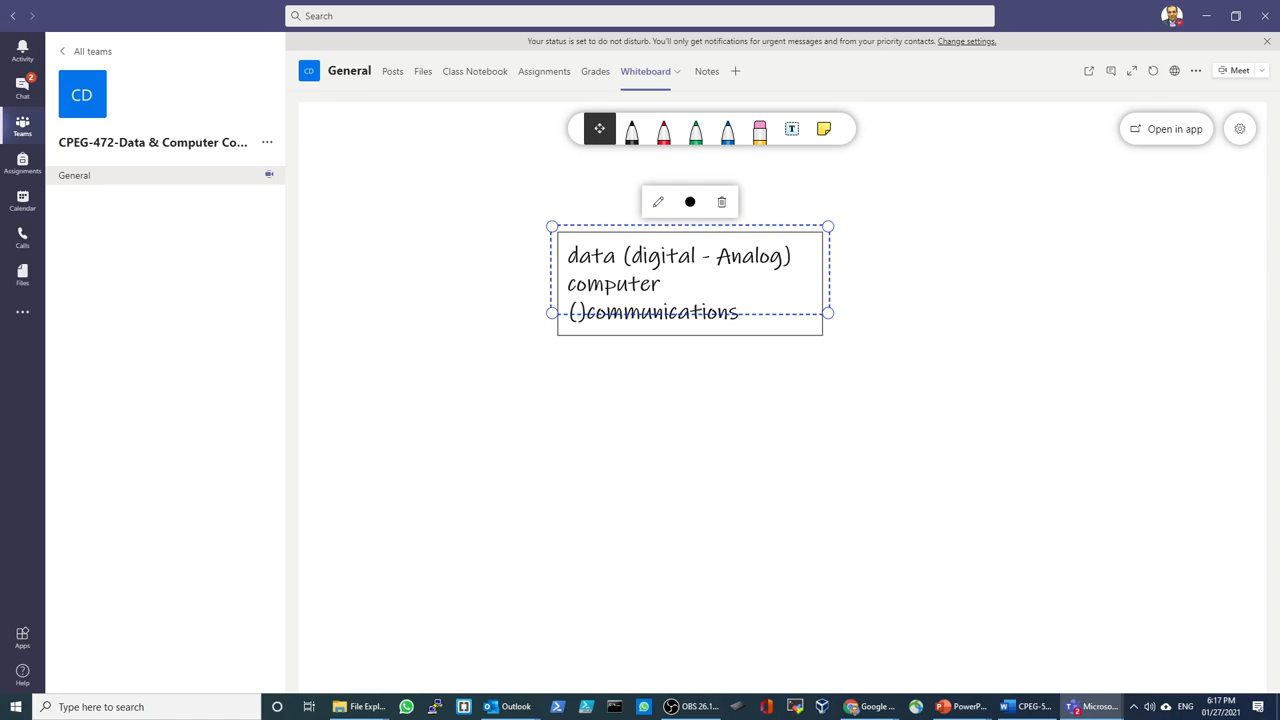 Search
Your status is set to do not disturb. You'll only get notifications for urgent messages and from your priority contacts. Change settings.
Activity
Chat
2
Teams
Assignments
Calendar
Calls
Files
Apps
Help
All teams
CD
CPEG-472-Data & Computer Co...
General
CD
General
Posts
Files
Class Notebook
Assignments
Grades
Whiteboard
Notes
Meet
T
Open in app
data (digital - Analog)
computer
()communications
Type here to search
File Expl...
Outlook
OBS 26.1...
Google ...
PowerP...
CPEG-5...
2
Microso...
6:17 PM
01/27/2021